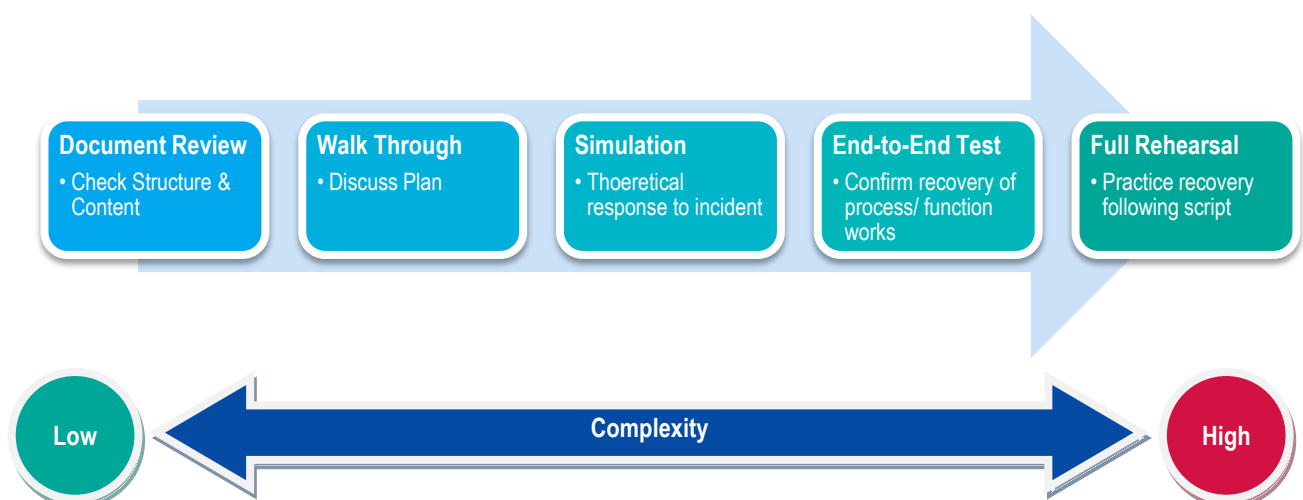 Document Review
• Check Structure &
Content
Walk Through
• Discuss Plan
Simulation
• Thoeretical
response to incident
End-to-End Test
• Confirm recovery of
process/ function
works
Full Rehearsal
• Practice recovery
following script
Low
Complexity
High